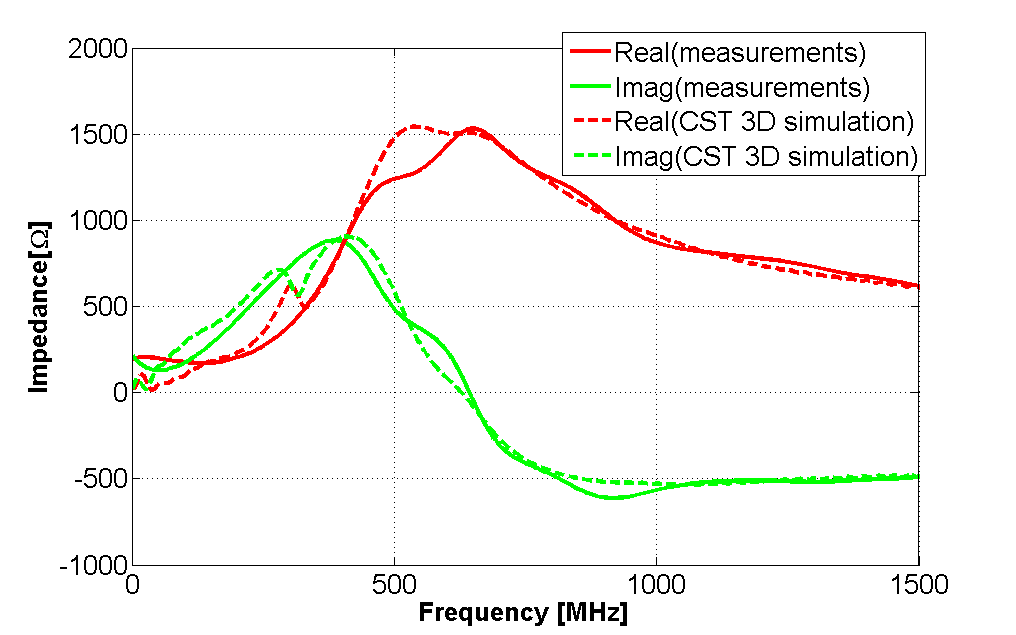 2000
1500
1000
500
0
-500
-1000
Impedance[Ω]
Real(measurements)
Imag(measurements)
Real(CST 3D simulation)
Imag(CST 3D simulation)
0 500 1000 1500
Frequency [MHz]